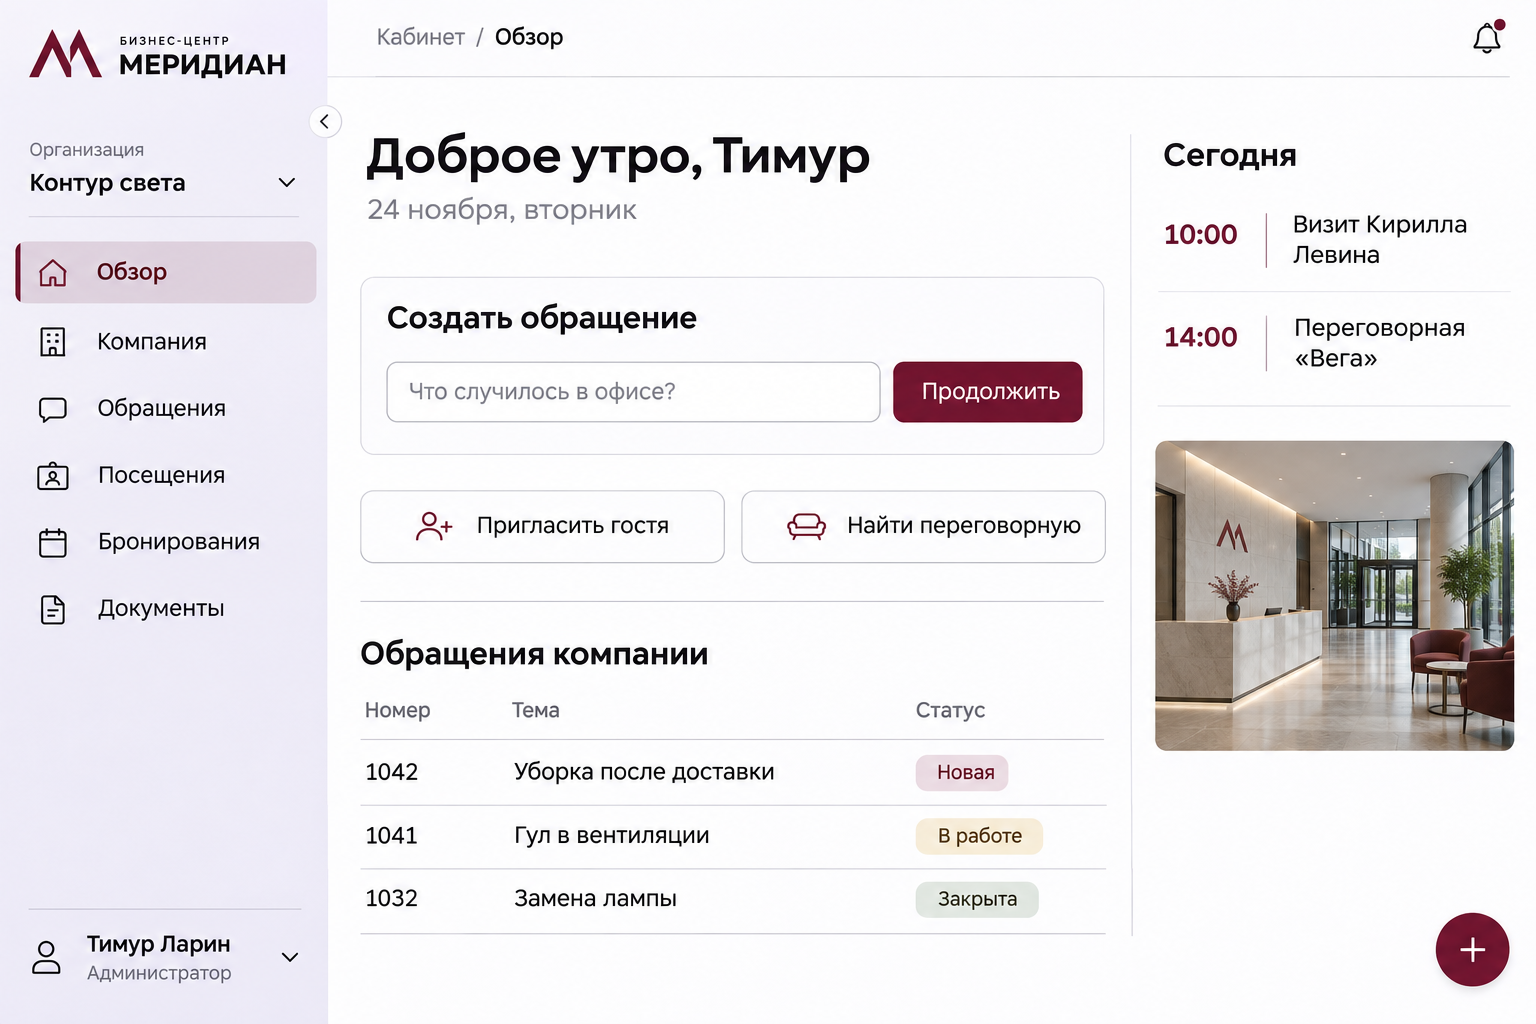 БИЗНЕС-ЦЕНТР
МЕРИДИАН
Организация
Контур света
Обзор
Компания
Обращения
Посещения
Бронирования
Документы
Тимур Ларин
Администратор
Кабинет / Обзор
Доброе утро, Тимур
24 ноября, вторник
Создать обращение
Что случилось в офисе?
Продолжить
Пригласить гостя
Найти переговорную
Обращения компании
Номер Тема Статус
1042 Уборка после доставки Новая
1041 Гул в вентиляции В работе
1032 Замена лампы Закрыта
Сегодня
10:00 Визит Кирилла
Левина
14:00 Переговорная
«Вега»